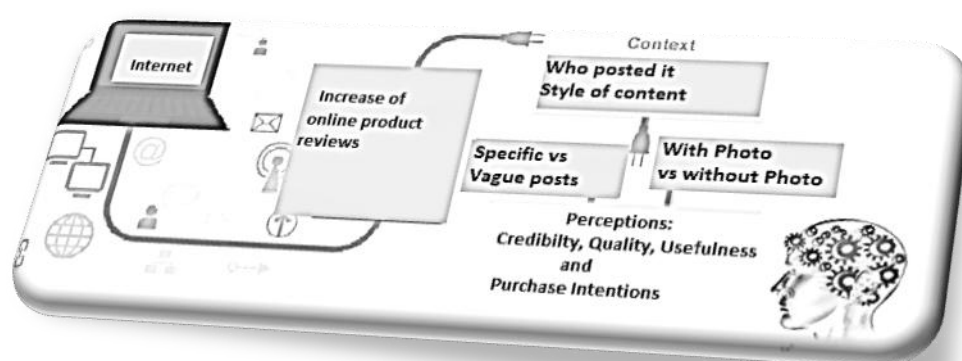 Internet
Increase of
online product
reviews
Context
Who posted it
Style of content
Specific vs
Vague posts
With Photo
vs without Photo
Perceptions:
Credibilty, Quality, Usefulness
and
Purchase Intentions